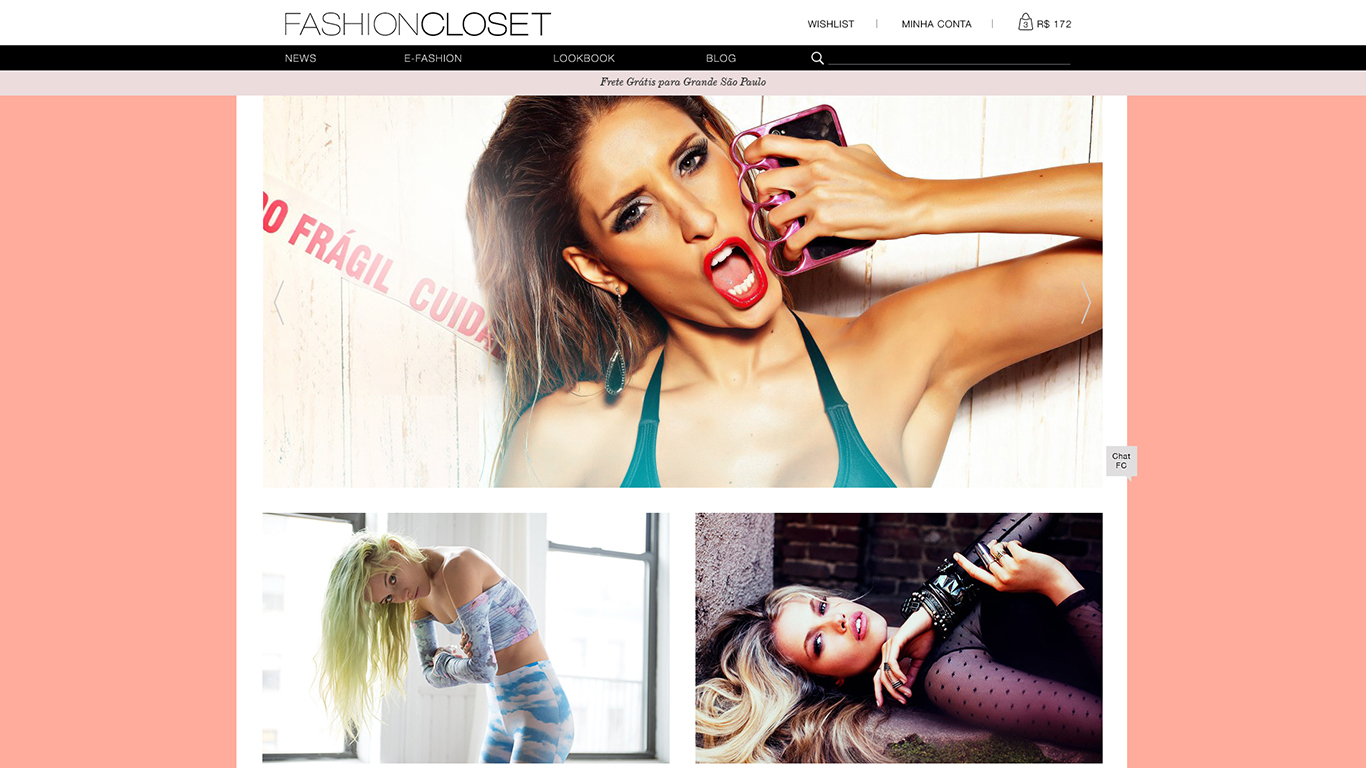 FASHIONCLOSET
WISHLIST
MINHA CONTA
3
R$ 172
NEWS
E-FASHION
LOOKBOOK
BLOG
Frete Grátis para Grande São Paulo
FRÁGIL CUIDA
Chat
FC